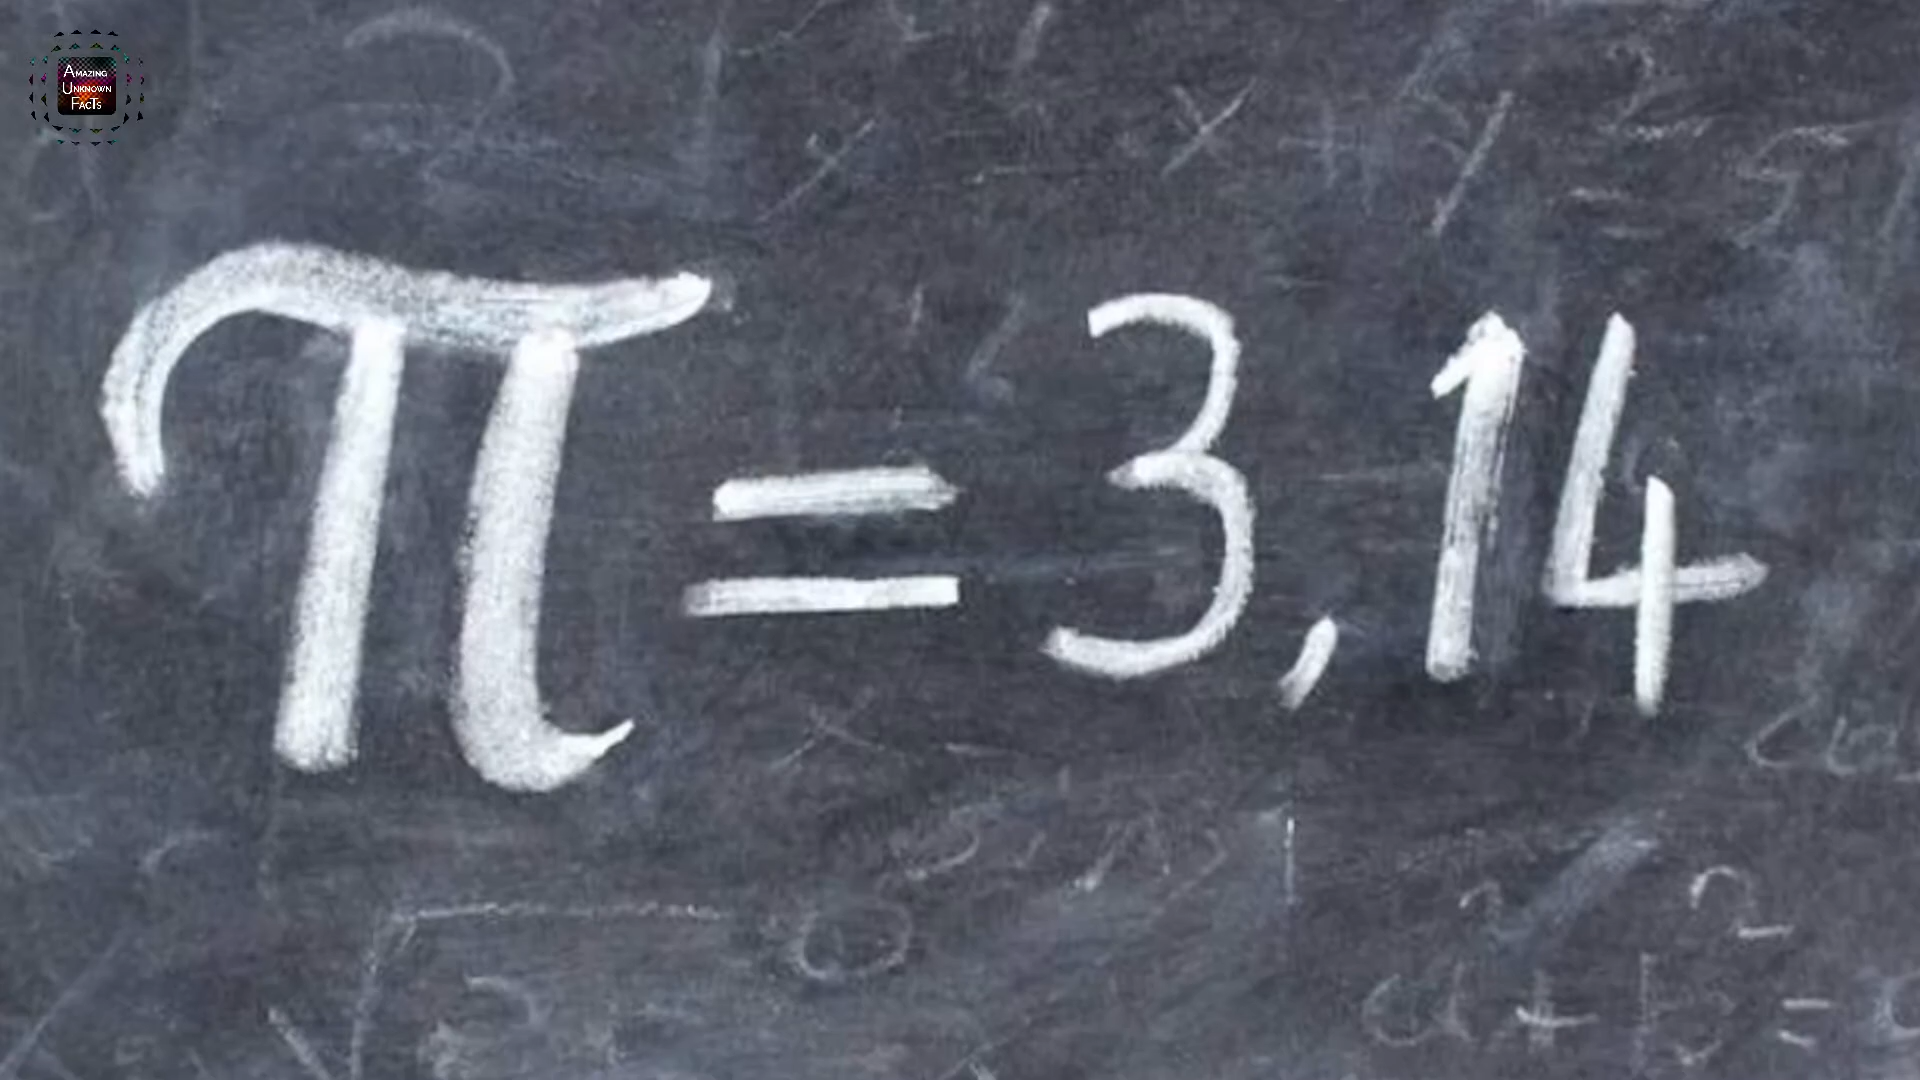 Amazing
Unknown
Facts
π = 3,14